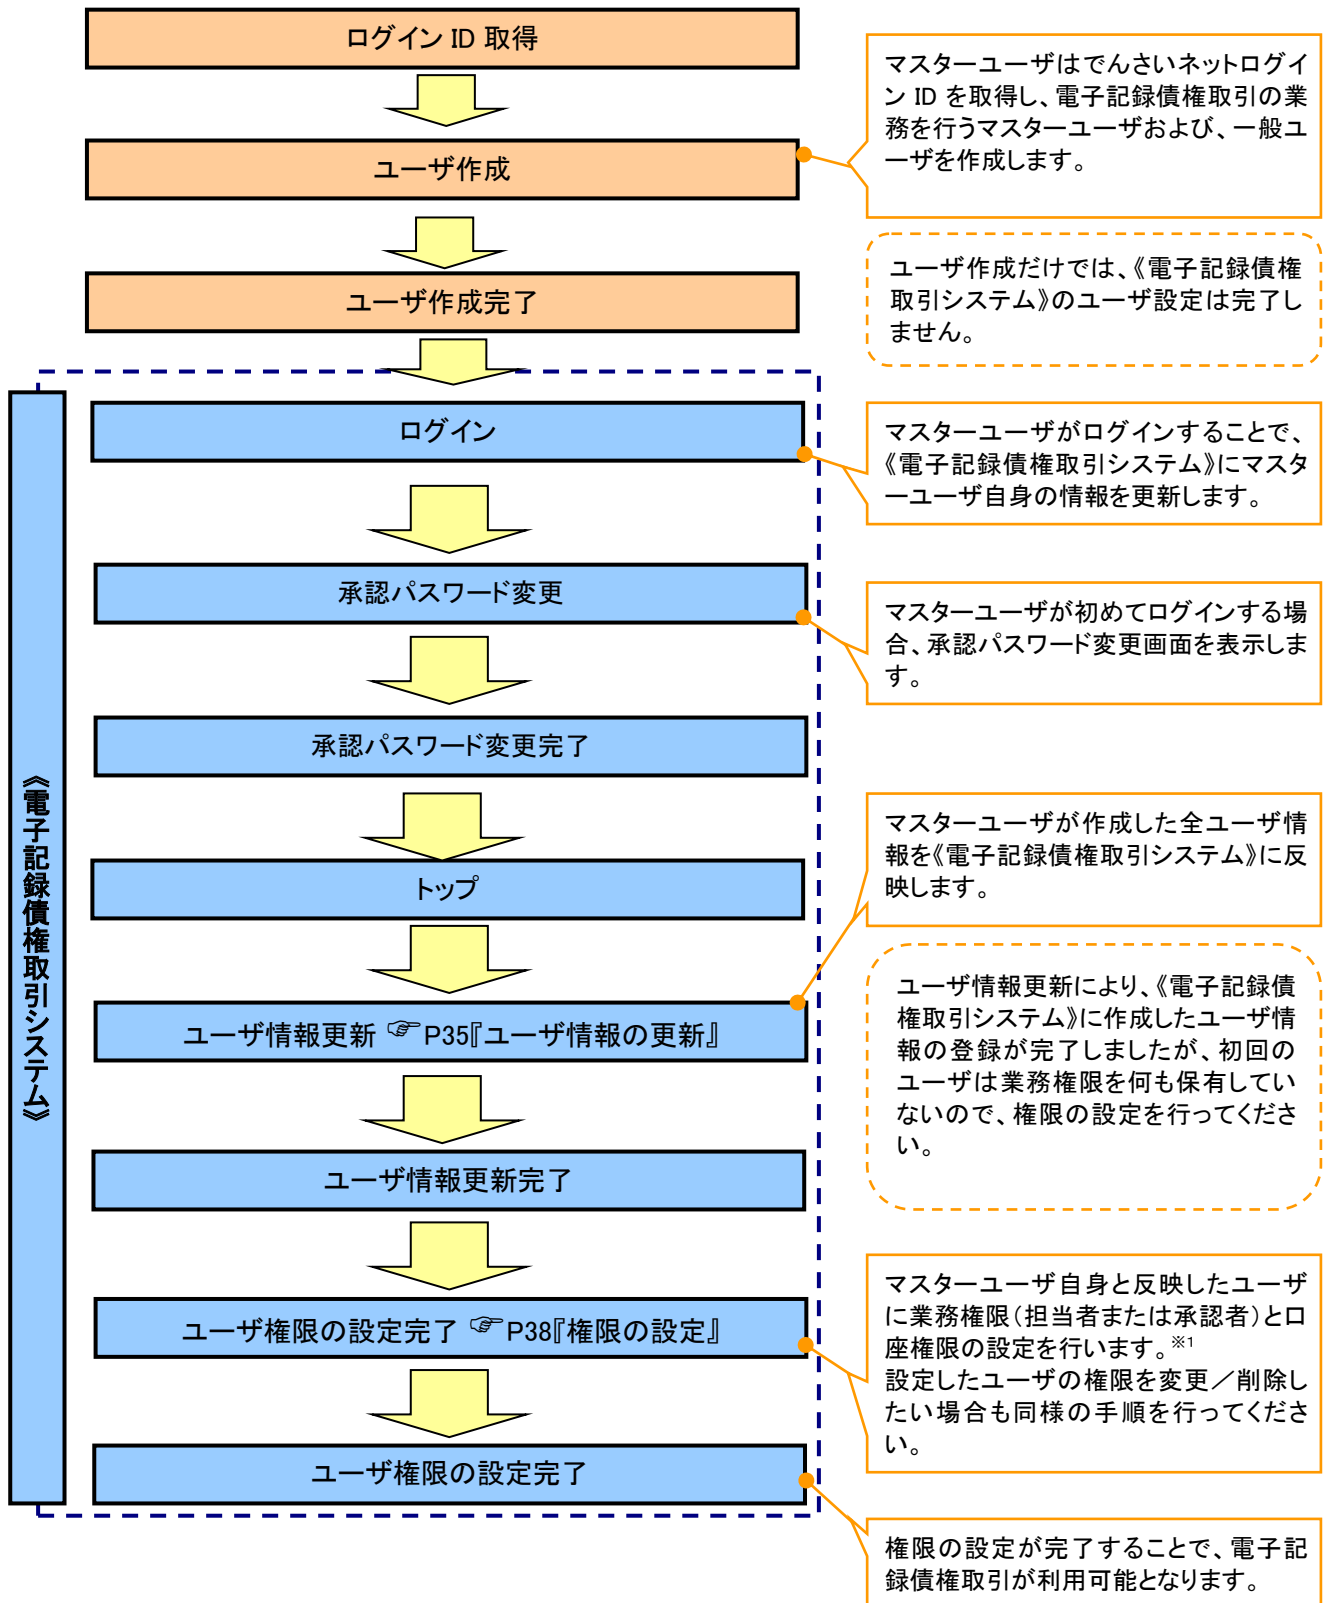 ログイン ID 取得
マスターユーザはでんさいネットログイ
ン ID を取得し、電子記録債権取引の業
務を行うマスターユーザおよび、一般ユ
ーザを作成します。
ユーザ作成
ユーザ作成だけでは、《電子記録債権
取引システム》のユーザ設定は完了し
ません。
ユーザ作成完了
《電子記録債権取引システム》
ログイン
マスターユーザがログインすることで、
《電子記録債権取引システム》にマスタ
ーユーザ自身の情報を更新します。
承認パスワード変更
マスターユーザが初めてログインする場
合、承認パスワード変更画面を表示しま
す。
承認パスワード変更完了
マスターユーザが作成した全ユーザ情
報を《電子記録債権取引システム》に反
映します。
トップ
ユーザ情報更新 ☞P35『ユーザ情報の更新』
ユーザ情報更新により、《電子記録債
権取引システム》に作成したユーザ情
報の登録が完了しましたが、初回の
ユーザは業務権限を何も保有してい
ないので、権限の設定を行ってくださ
い。
ユーザ情報更新完了
ユーザ権限の設定完了 ☞P38『権限の設定』
マスターユーザ自身と反映したユーザ
に業務権限(担当者または承認者)と口
座権限の設定を行います。※1
設定したユーザの権限を変更／削除し
たい場合も同様の手順を行ってくださ
い。
ユーザ権限の設定完了
権限の設定が完了することで、電子記
録債権取引が利用可能となります。